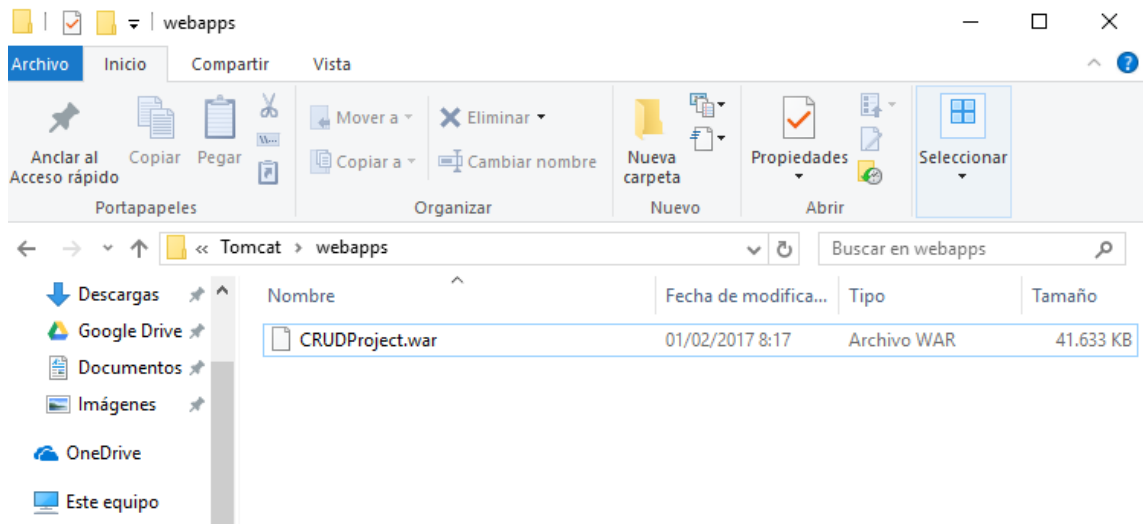 webapps
Archivo Inicio Compartir Vista
Anclar al Acceso rápido Copiar Pegar Mover a Copiar a Eliminar Cambiar nombre Nueva carpeta Propiedades Seleccionar
Portapapeles Organizar Nuevo Abrir
« Tomcat > webapps Buscar en webapps
Descargas Nombre Fecha de modifica... Tipo Tamaño
Google Drive CRUDProject.war 01/02/2017 8:17 Archivo WAR 41.633 KB
Documentos
Imágenes
OneDrive
Este equipo